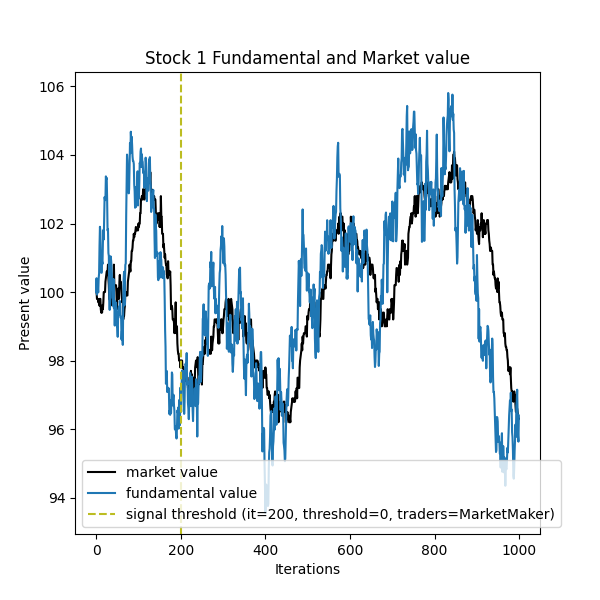 Stock 1 Fundamental and Market value
106
104
102
100
98
96
94
Present value
market value
fundamental value
signal threshold (it=200, threshold=0, traders=MarketMaker)
0 200 400 600 800 1000
Iterations